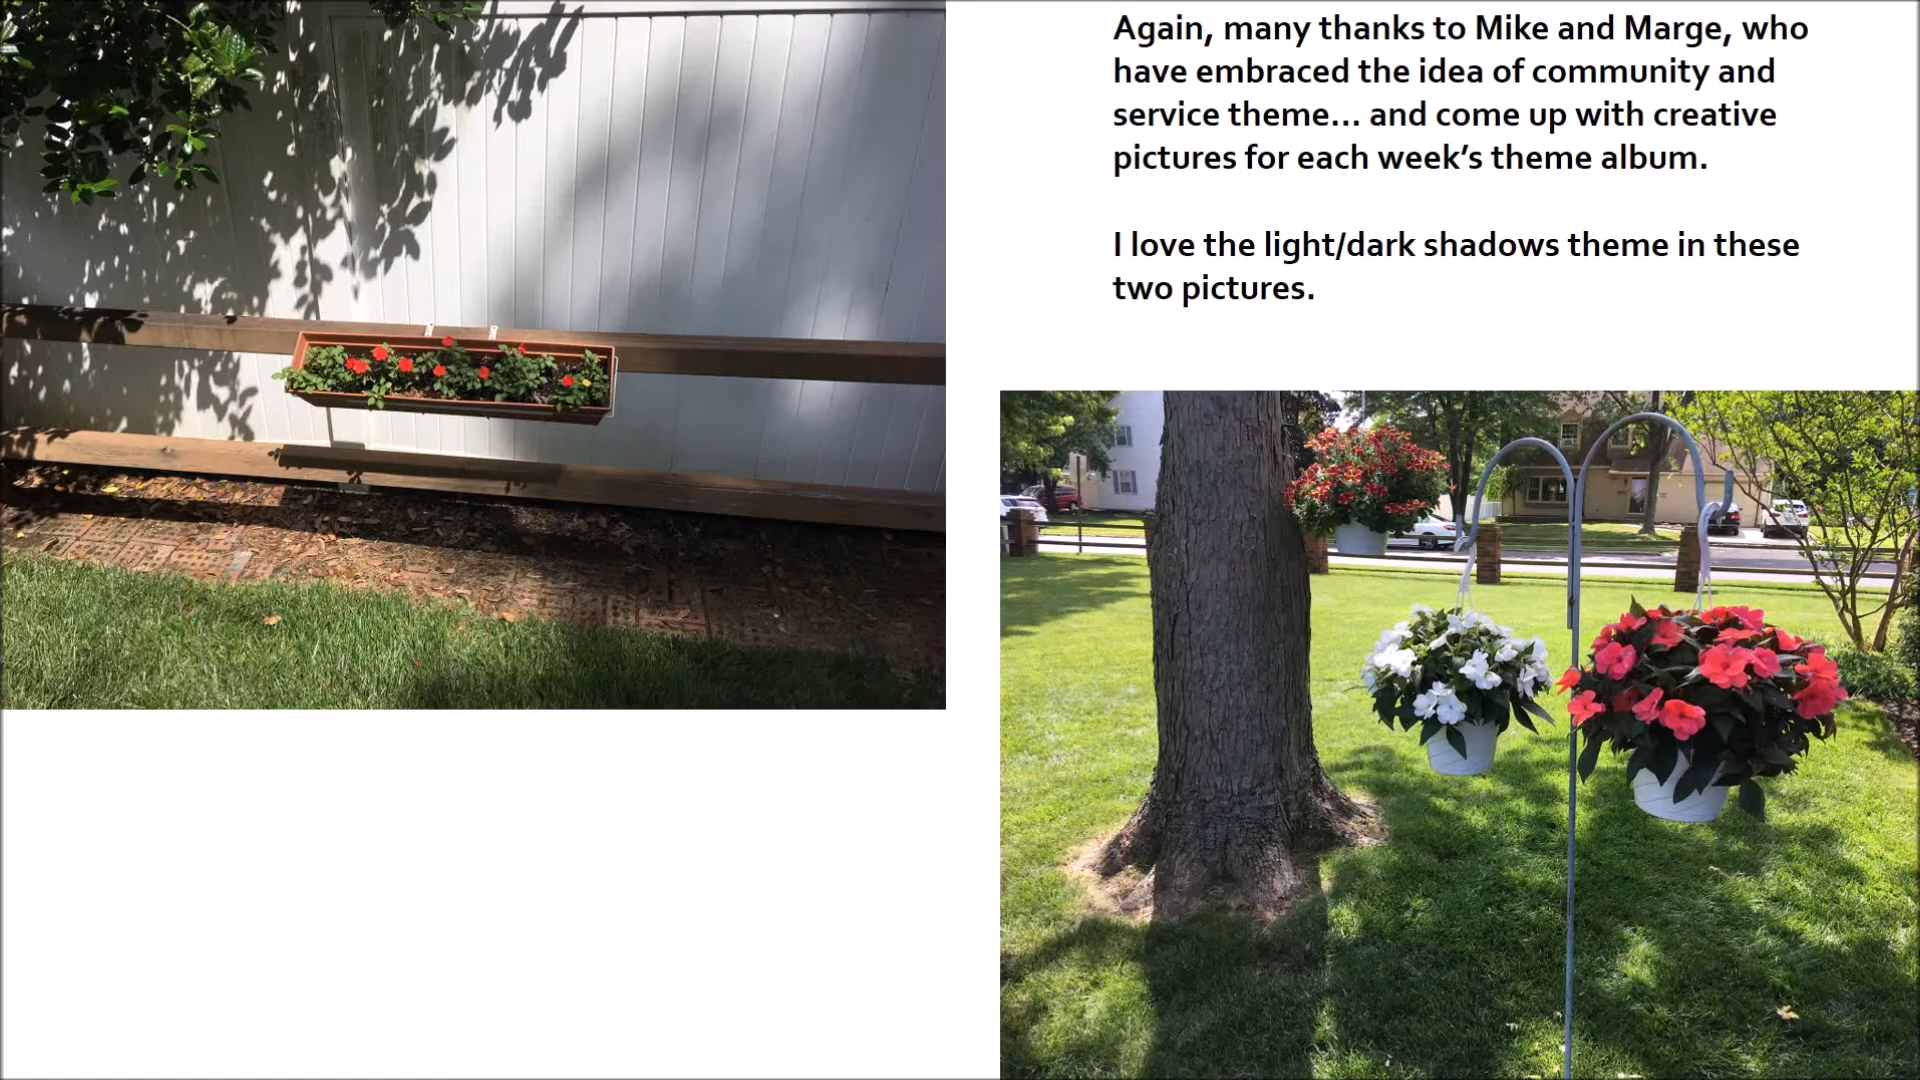 Again, many thanks to Mike and Marge, who
have embraced the idea of community and
service theme... and come up with creative
pictures for each week’s theme album.
I love the light/dark shadows theme in these
two pictures.